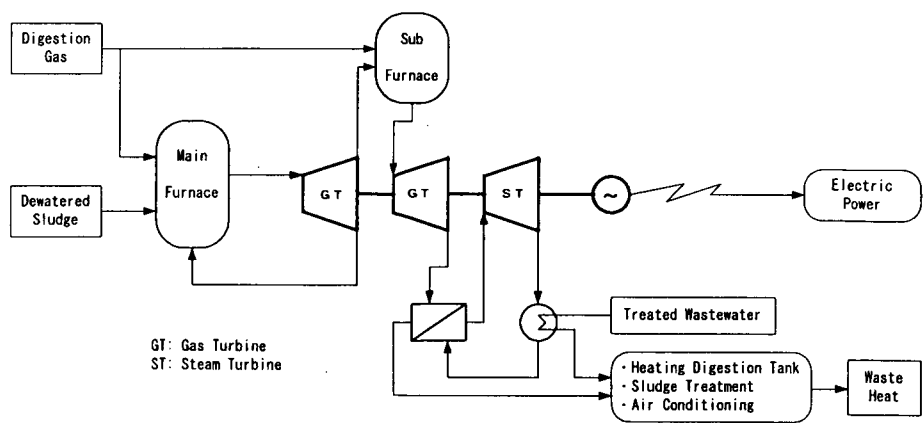 Digestion
Gas
Sub
Furnace
Main
Furnace
Dewatered
Sludge
GT
GT
ST
~
Electric
Power
Treated Wastewater
GT: Gas Turbine
ST: Steam Turbine
・Heating Digestion Tank
・Sludge Treatment
・Air Conditioning
Waste
Heat